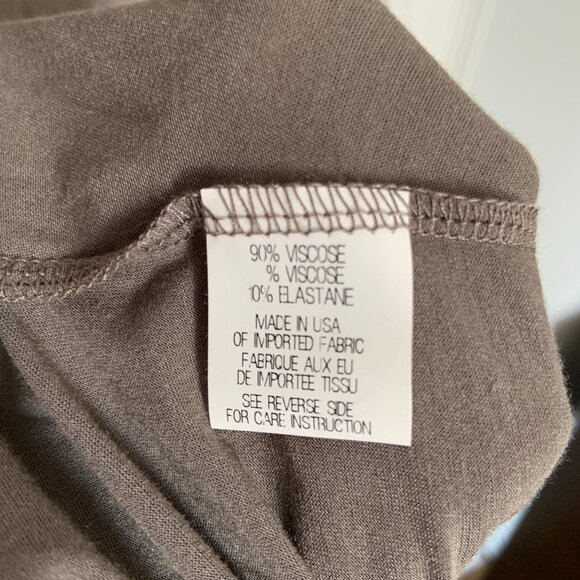 90% VISCOSE
% VISCOSE
10% ELASTANE
MADE IN USA
OF IMPORTED FABRIC
FABRIQUE AUX EU
DE IMPORTEE TISSU
SEE REVERSE SIDE
FOR CARE INSTRUCTION